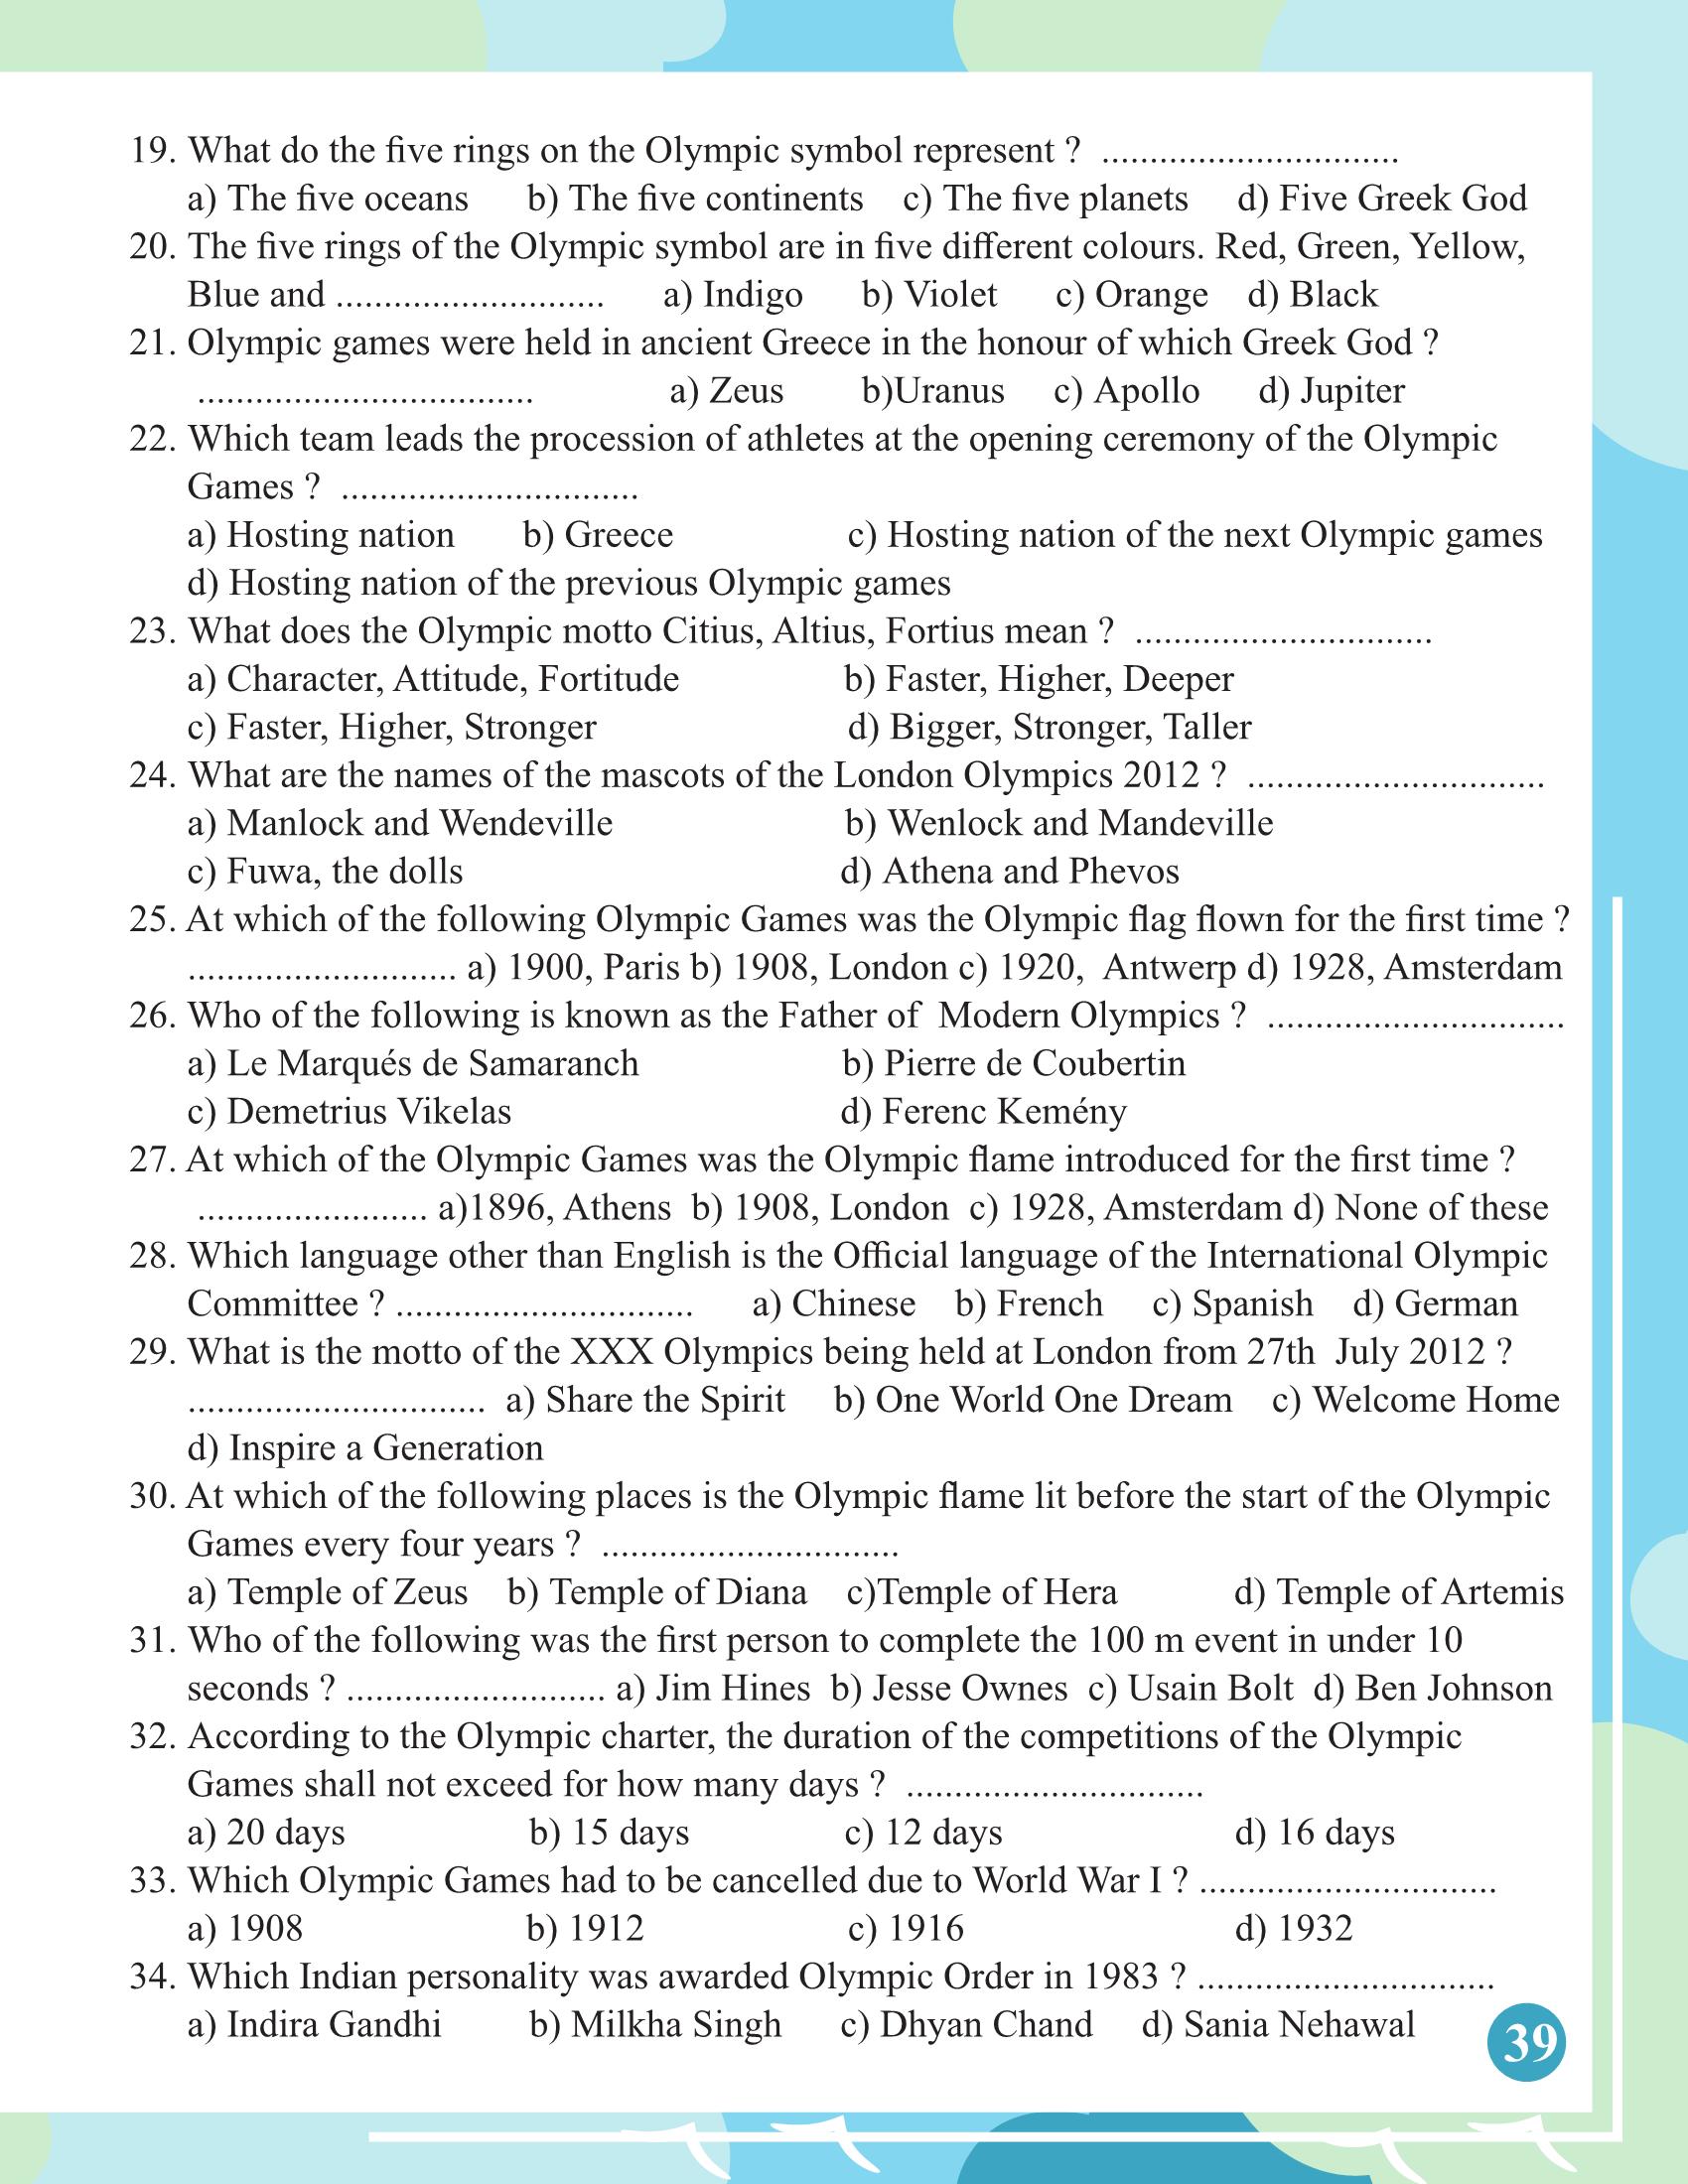 19. What do the five rings on the Olympic symbol represent ? ...............................
a) The five oceans b) The five continents c) The five planets d) Five Greek God
20. The five rings of the Olympic symbol are in five different colours. Red, Green, Yellow,
Blue and ............................ a) Indigo b) Violet c) Orange d) Black
21. Olympic games were held in ancient Greece in the honour of which Greek God ?
................................... a) Zeus b)Uranus c) Apollo d) Jupiter
22. Which team leads the procession of athletes at the opening ceremony of the Olympic
Games ? ...............................
a) Hosting nation b) Greece c) Hosting nation of the next Olympic games
d) Hosting nation of the previous Olympic games
23. What does the Olympic motto Citius, Altius, Fortius mean ? ...............................
a) Character, Attitude, Fortitude b) Faster, Higher, Deeper
c) Faster, Higher, Stronger d) Bigger, Stronger, Taller
24. What are the names of the mascots of the London Olympics 2012 ? ...............................
a) Manlock and Wendeville b) Wenlock and Mandeville
c) Fuwa, the dolls d) Athena and Phevos
25. At which of the following Olympic Games was the Olympic flag flown for the first time ?
............................ a) 1900, Paris b) 1908, London c) 1920, Antwerp d) 1928, Amsterdam
26. Who of the following is known as the Father of Modern Olympics ? ...............................
a) Le Marqués de Samaranch b) Pierre de Coubertin
c) Demetrius Vikelas d) Ferenc Kemény
27. At which of the Olympic Games was the Olympic flame introduced for the first time ?
........................ a)1896, Athens b) 1908, London c) 1928, Amsterdam d) None of these
28. Which language other than English is the Official language of the International Olympic
Committee ? ............................... a) Chinese b) French c) Spanish d) German
29. What is the motto of the XXX Olympics being held at London from 27th July 2012 ?
............................... a) Share the Spirit b) One World One Dream c) Welcome Home
d) Inspire a Generation
30. At which of the following places is the Olympic flame lit before the start of the Olympic
Games every four years ? ...............................
a) Temple of Zeus b) Temple of Diana c)Temple of Hera d) Temple of Artemis
31. Who of the following was the first person to complete the 100 m event in under 10
seconds ? ........................... a) Jim Hines b) Jesse Ownes c) Usain Bolt d) Ben Johnson
32. According to the Olympic charter, the duration of the competitions of the Olympic
Games shall not exceed for how many days ? ...............................
a) 20 days b) 15 days c) 12 days d) 16 days
33. Which Olympic Games had to be cancelled due to World War I ? ...............................
a) 1908 b) 1912 c) 1916 d) 1932
34. Which Indian personality was awarded Olympic Order in 1983 ? ...............................
a) Indira Gandhi b) Milkha Singh c) Dhyan Chand d) Sania Nehawal
39